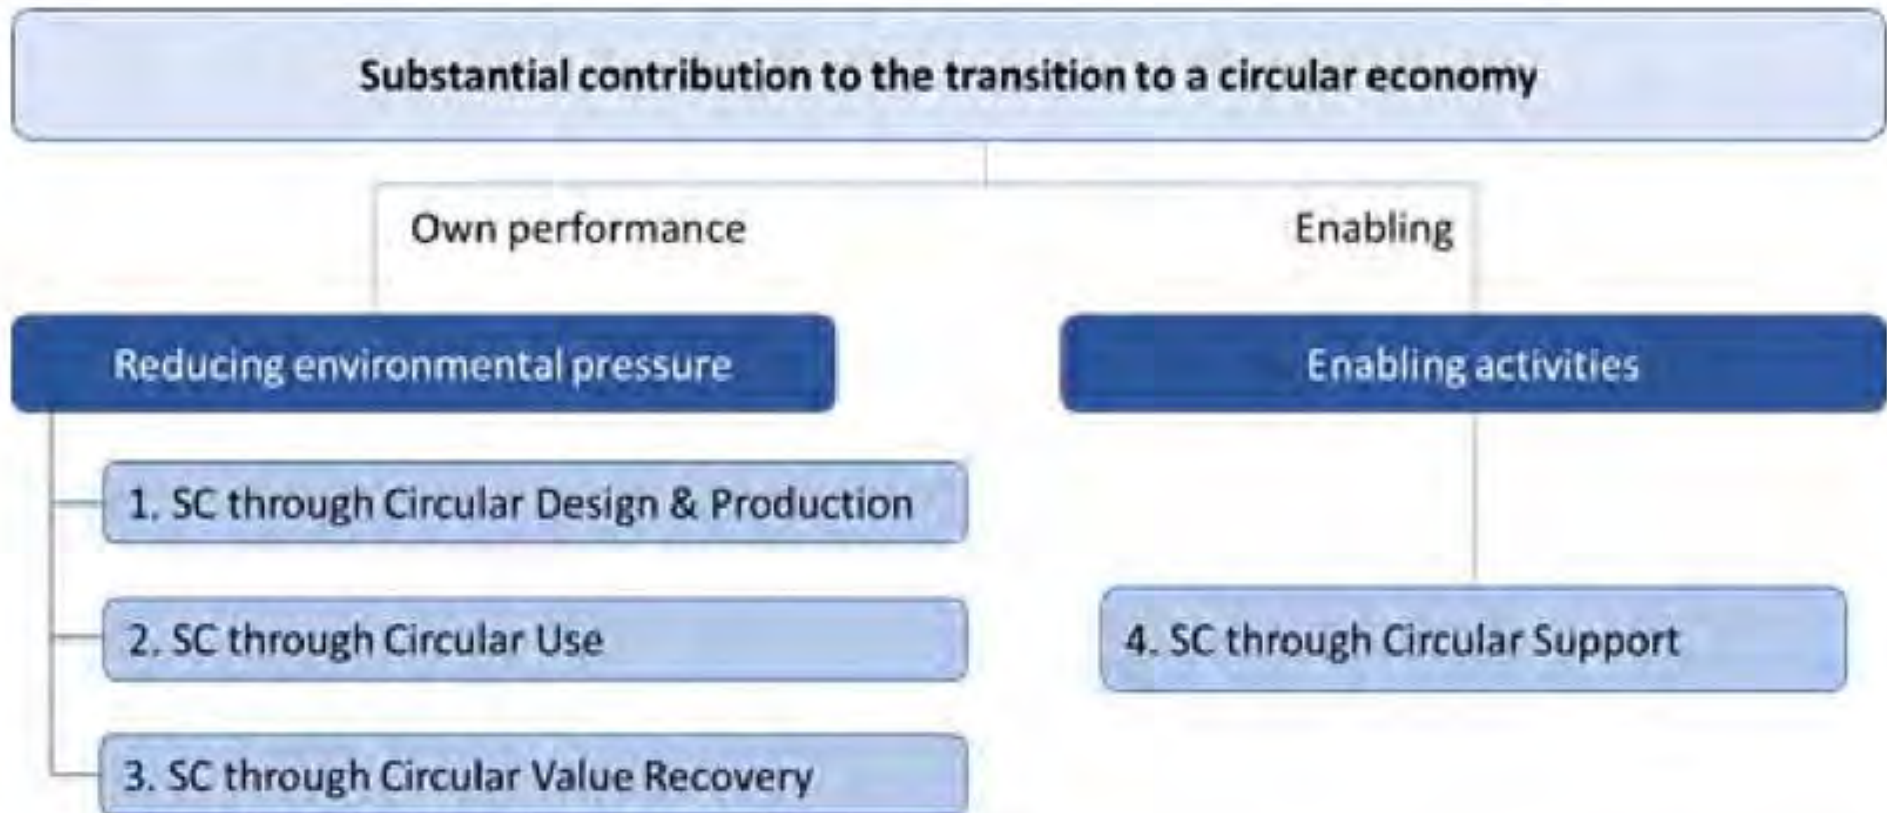 Substantial contribution to the transition to a circular economy
Own performance
Enabling
Reducing environmental pressure
Enabling activities
1. SC through Circular Design & Production
2. SC through Circular Use
4. SC through Circular Support
3. SC through Circular Value Recovery